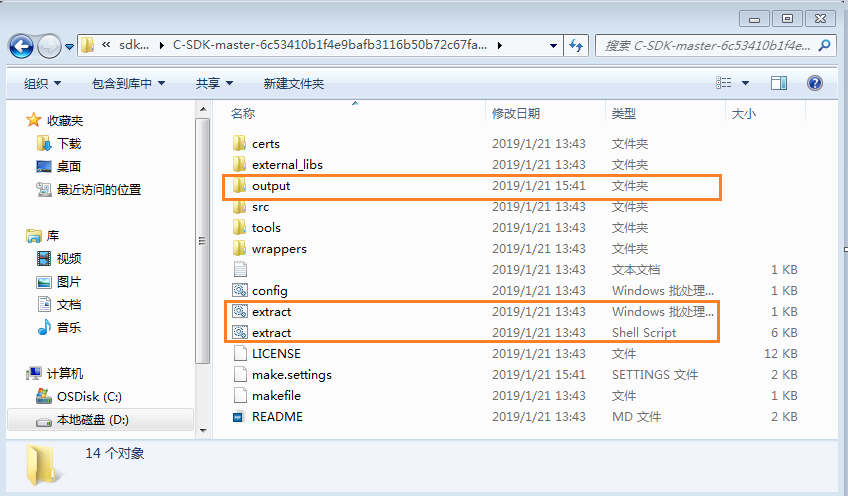 « sdk... ▸ C-SDK-master-6c53410b1f4e9bafb3116b50b72c67fa... ▸
搜索 C-SDK-master-6c53410b1f4e...
组织 包含到库中 共享 新建文件夹
收藏夹
下载
桌面
最近访问的位置
库
视频
图片
文档
音乐
计算机
OSDisk (C:)
本地磁盘 (D:)
名称 修改日期 类型 大小
certs 2019/1/21 13:43 文件夹
external_libs 2019/1/21 13:43 文件夹
output 2019/1/21 15:41 文件夹
src 2019/1/21 13:43 文件夹
tools 2019/1/21 13:43 文件夹
wrappers 2019/1/21 13:43 文件夹
2019/1/21 13:43 文本文档 1 KB
config 2019/1/21 13:43 Windows 批处理... 1 KB
extract 2019/1/21 13:43 Windows 批处理... 1 KB
extract 2019/1/21 13:43 Shell Script 6 KB
LICENSE 2019/1/21 13:43 文件 12 KB
make.settings 2019/1/21 15:41 SETTINGS 文件 2 KB
makefile 2019/1/21 13:43 文件 1 KB
README 2019/1/21 13:43 MD 文件 2 KB
14 个对象